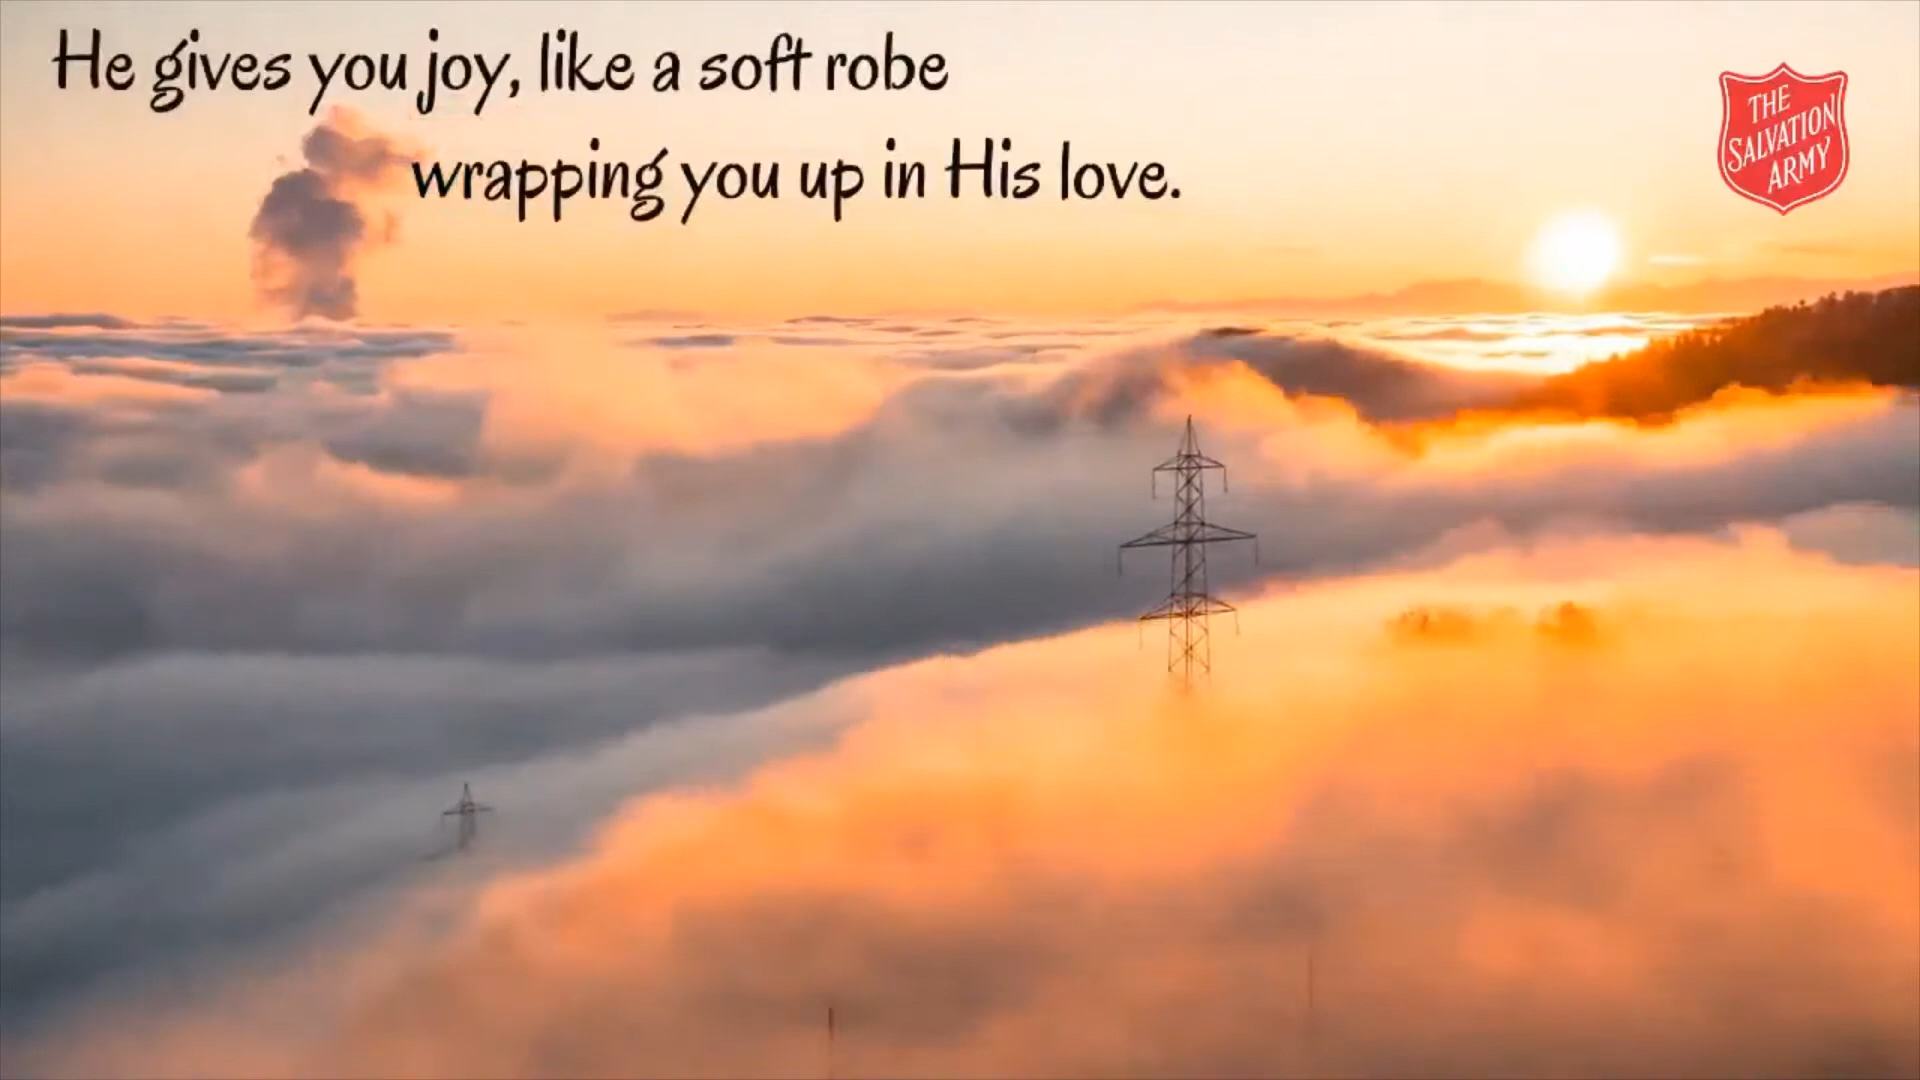 He gives you joy, like a soft robe
wrapping you up in His love.
THE
SALVATION
ARMY